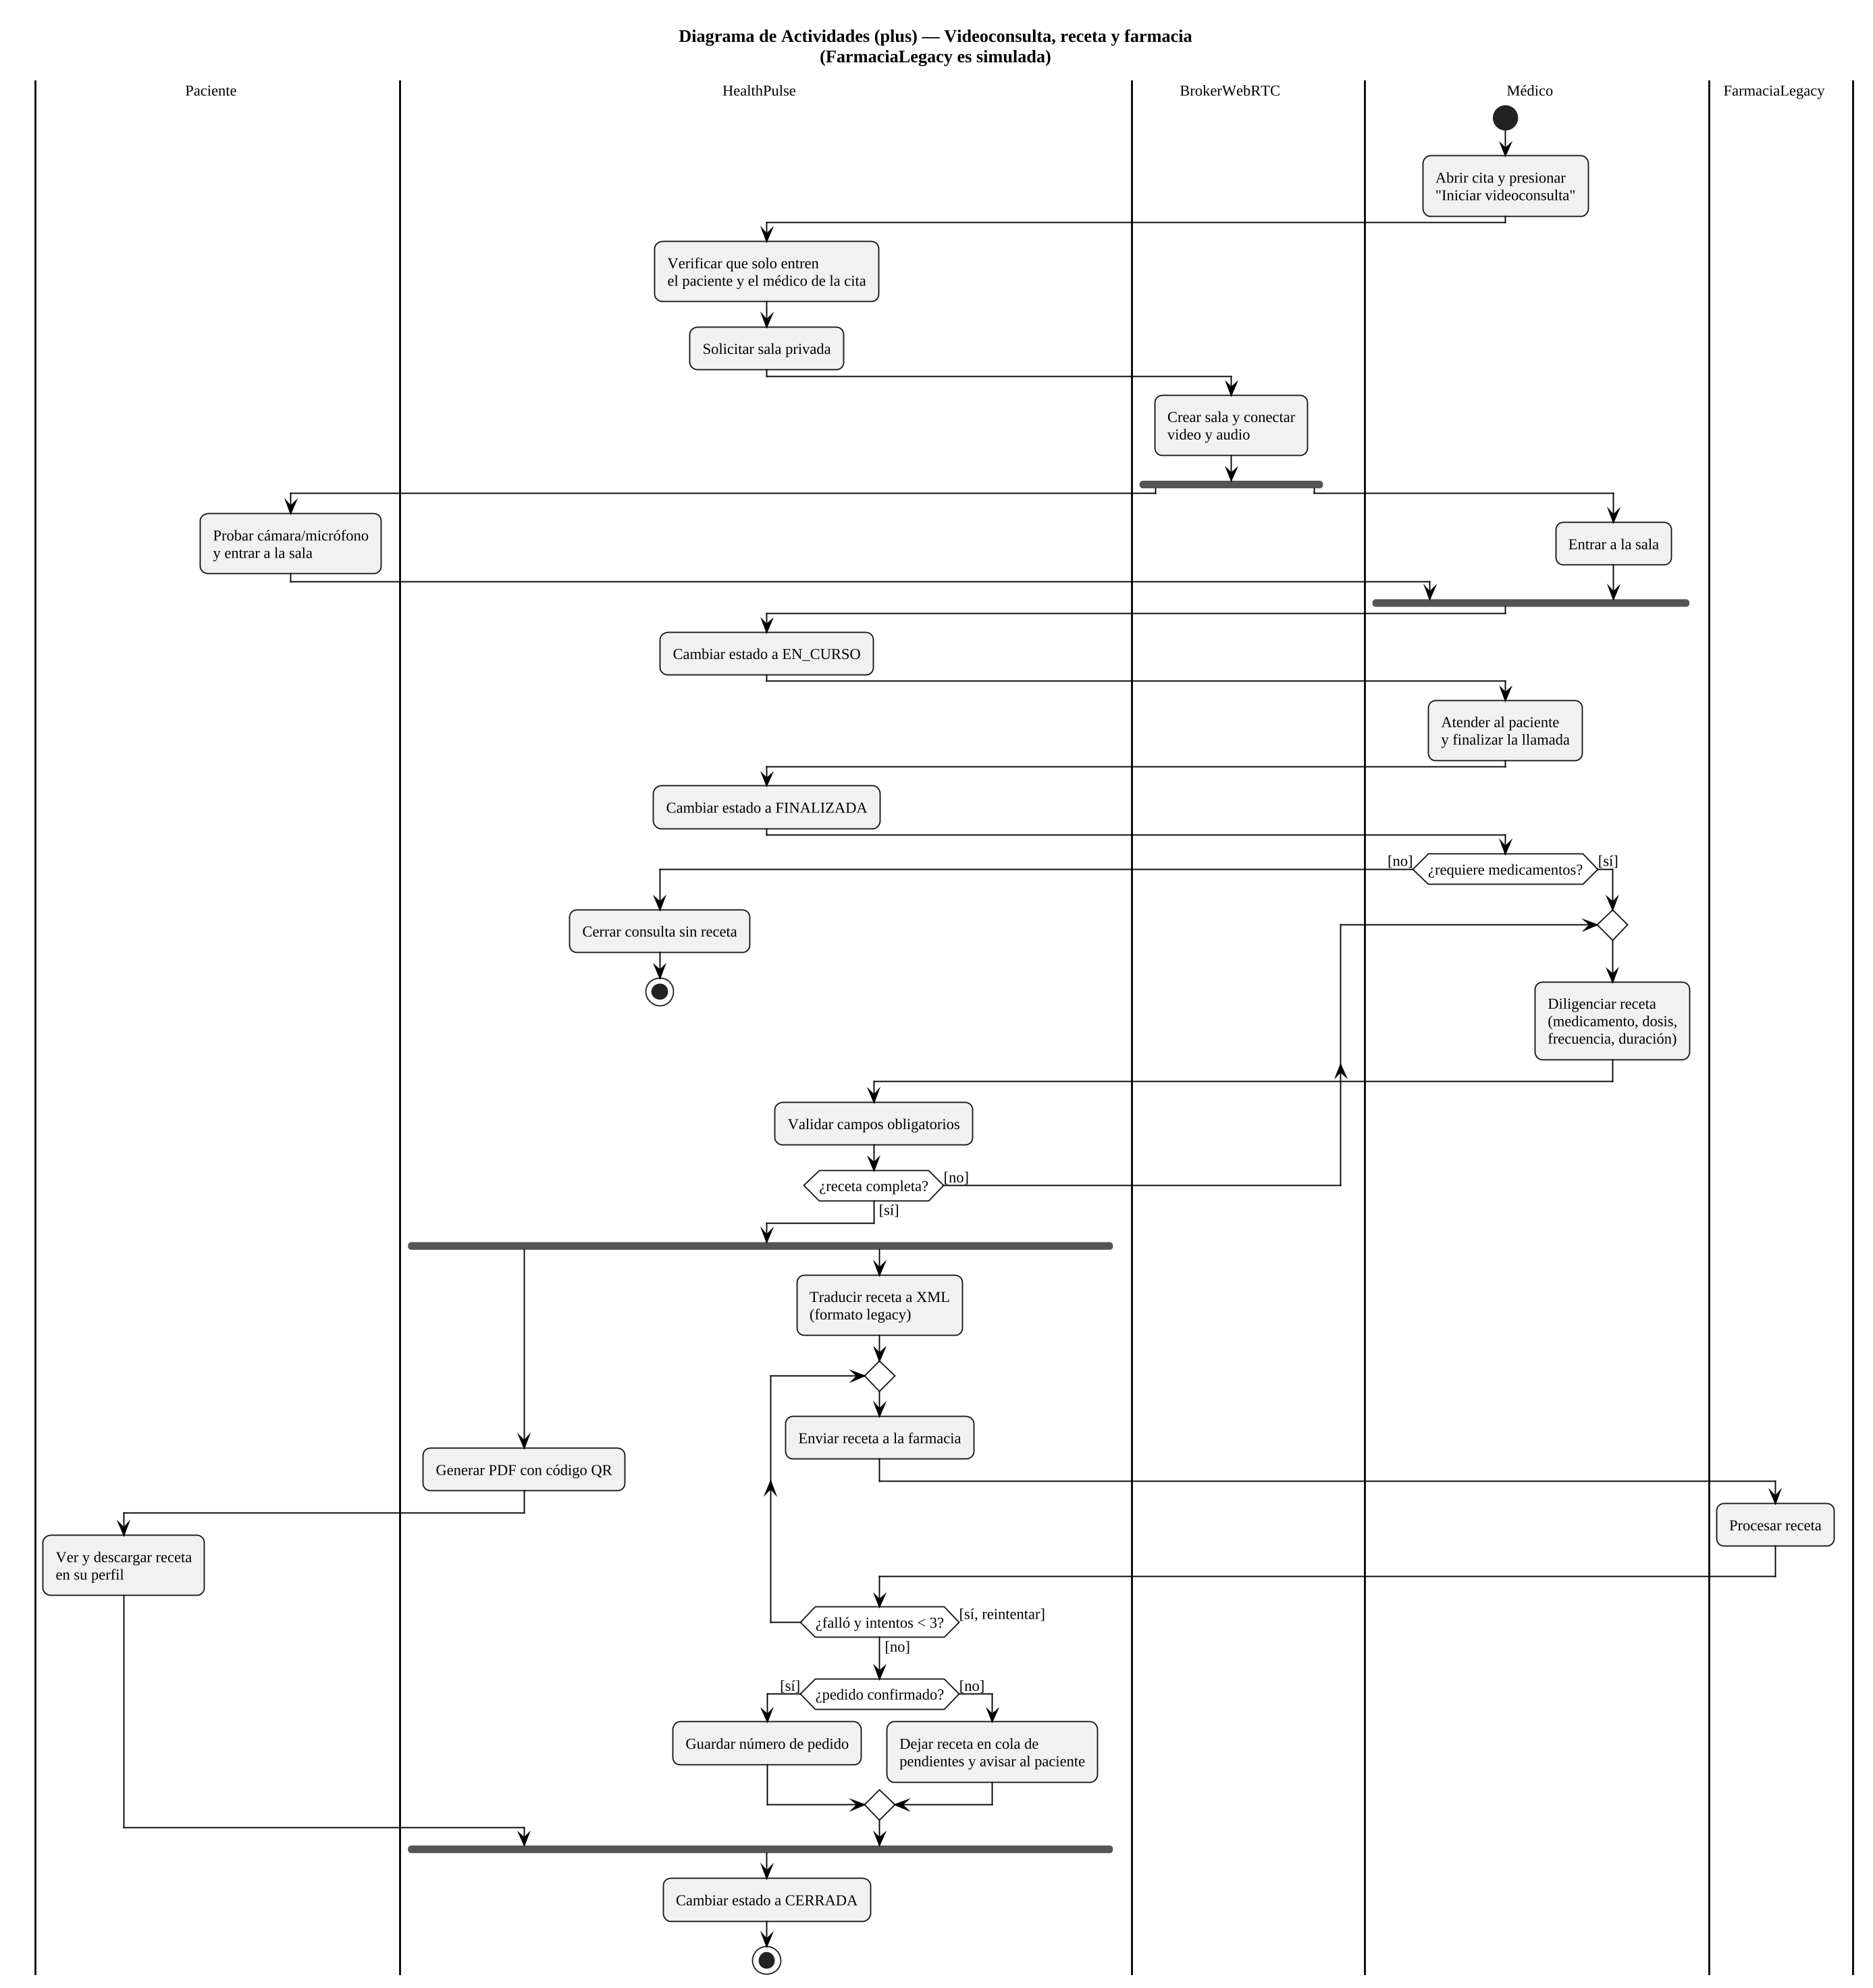 Diagrama de Actividades (plus) — Videoconsulta, receta y farmacia
(FarmaciaLegacy es simulada)
Paciente
HealthPulse
BrokerWebRTC
Médico
FarmaciaLegacy
Abrir cita y presionar
"Iniciar videoconsulta"
Verificar que solo entren
el paciente y el médico de la cita
Solicitar sala privada
Crear sala y conectar
video y audio
Probar cámara/micrófono
y entrar a la sala
Entrar a la sala
Cambiar estado a EN_CURSO
Atender al paciente
y finalizar la llamada
Cambiar estado a FINALIZADA
[no]
¿requiere medicamentos?
[sí]
Cerrar consulta sin receta
Diligenciar receta
(medicamento, dosis,
frecuencia, duración)
Validar campos obligatorios
¿receta completa?
[no]
[sí]
Traducir receta a XML
(formato legacy)
Enviar receta a la farmacia
Generar PDF con código QR
Procesar receta
Ver y descargar receta
en su perfil
¿falló y intentos < 3?
[sí, reintentar]
[no]
[sí]
¿pedido confirmado?
[no]
Guardar número de pedido
Dejar receta en cola de
pendientes y avisar al paciente
Cambiar estado a CERRADA